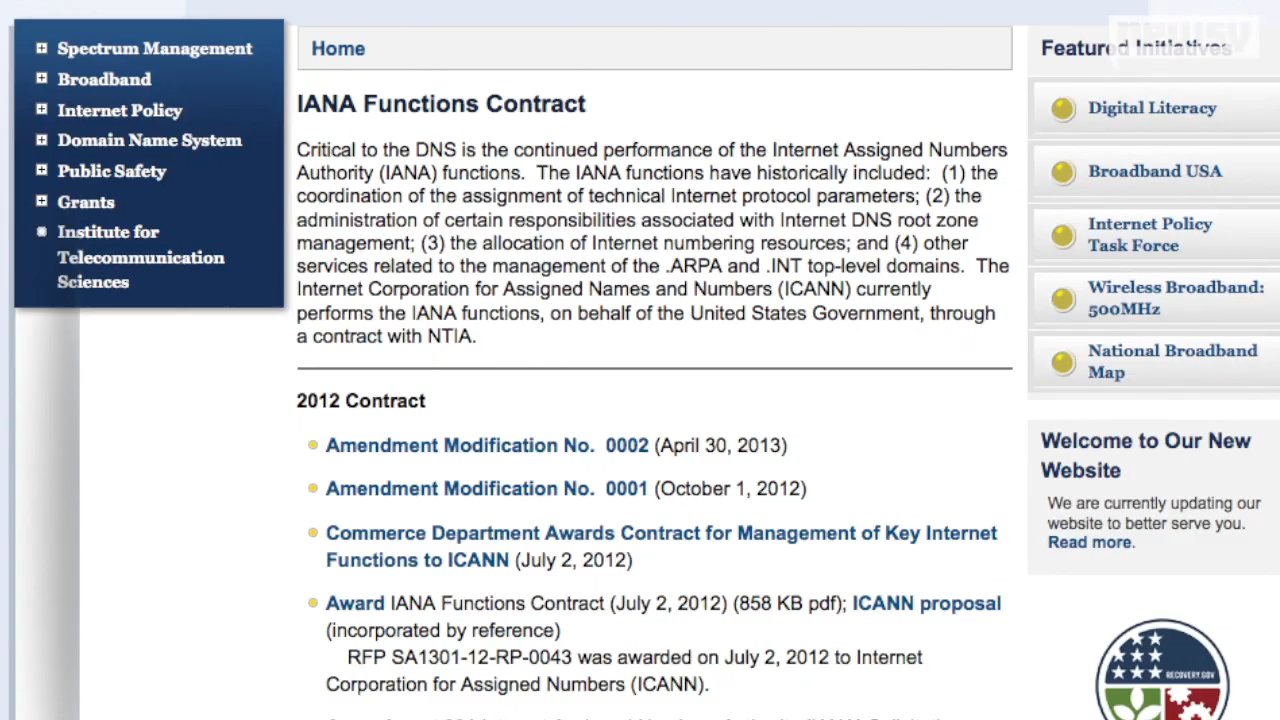 Spectrum Management
Broadband
Internet Policy
Domain Name System
Public Safety
Grants
Institute for
Telecommunication
Sciences
Home
IANA Functions Contract
Critical to the DNS is the continued performance of the Internet Assigned Numbers
Authority (IANA) functions.  The IANA functions have historically included:  (1) the
coordination of the assignment of technical Internet protocol parameters; (2) the
administration of certain responsibilities associated with Internet DNS root zone
management; (3) the allocation of Internet numbering resources; and (4) other
services related to the management of the .ARPA and .INT top-level domains.  The
Internet Corporation for Assigned Names and Numbers (ICANN) currently
performs the IANA functions, on behalf of the United States Government, through
a contract with NTIA.
2012 Contract
Amendment Modification No.  0002 (April 30, 2013)
Amendment Modification No.  0001 (October 1, 2012)
Commerce Department Awards Contract for Management of Key Internet
Functions to ICANN (July 2, 2012)
Award IANA Functions Contract (July 2, 2012) (858 KB pdf); ICANN proposal
(incorporated by reference)
RFP SA1301-12-RP-0043 was awarded on July 2, 2012 to Internet
Corporation for Assigned Numbers (ICANN).
newsy
Featured Initiatives
Digital Literacy
Broadband USA
Internet Policy
Task Force
Wireless Broadband:
500MHz
National Broadband
Map
Welcome to Our New
Website
We are currently updating our
website to better serve you.
Read more.
RECOVERY.GOV